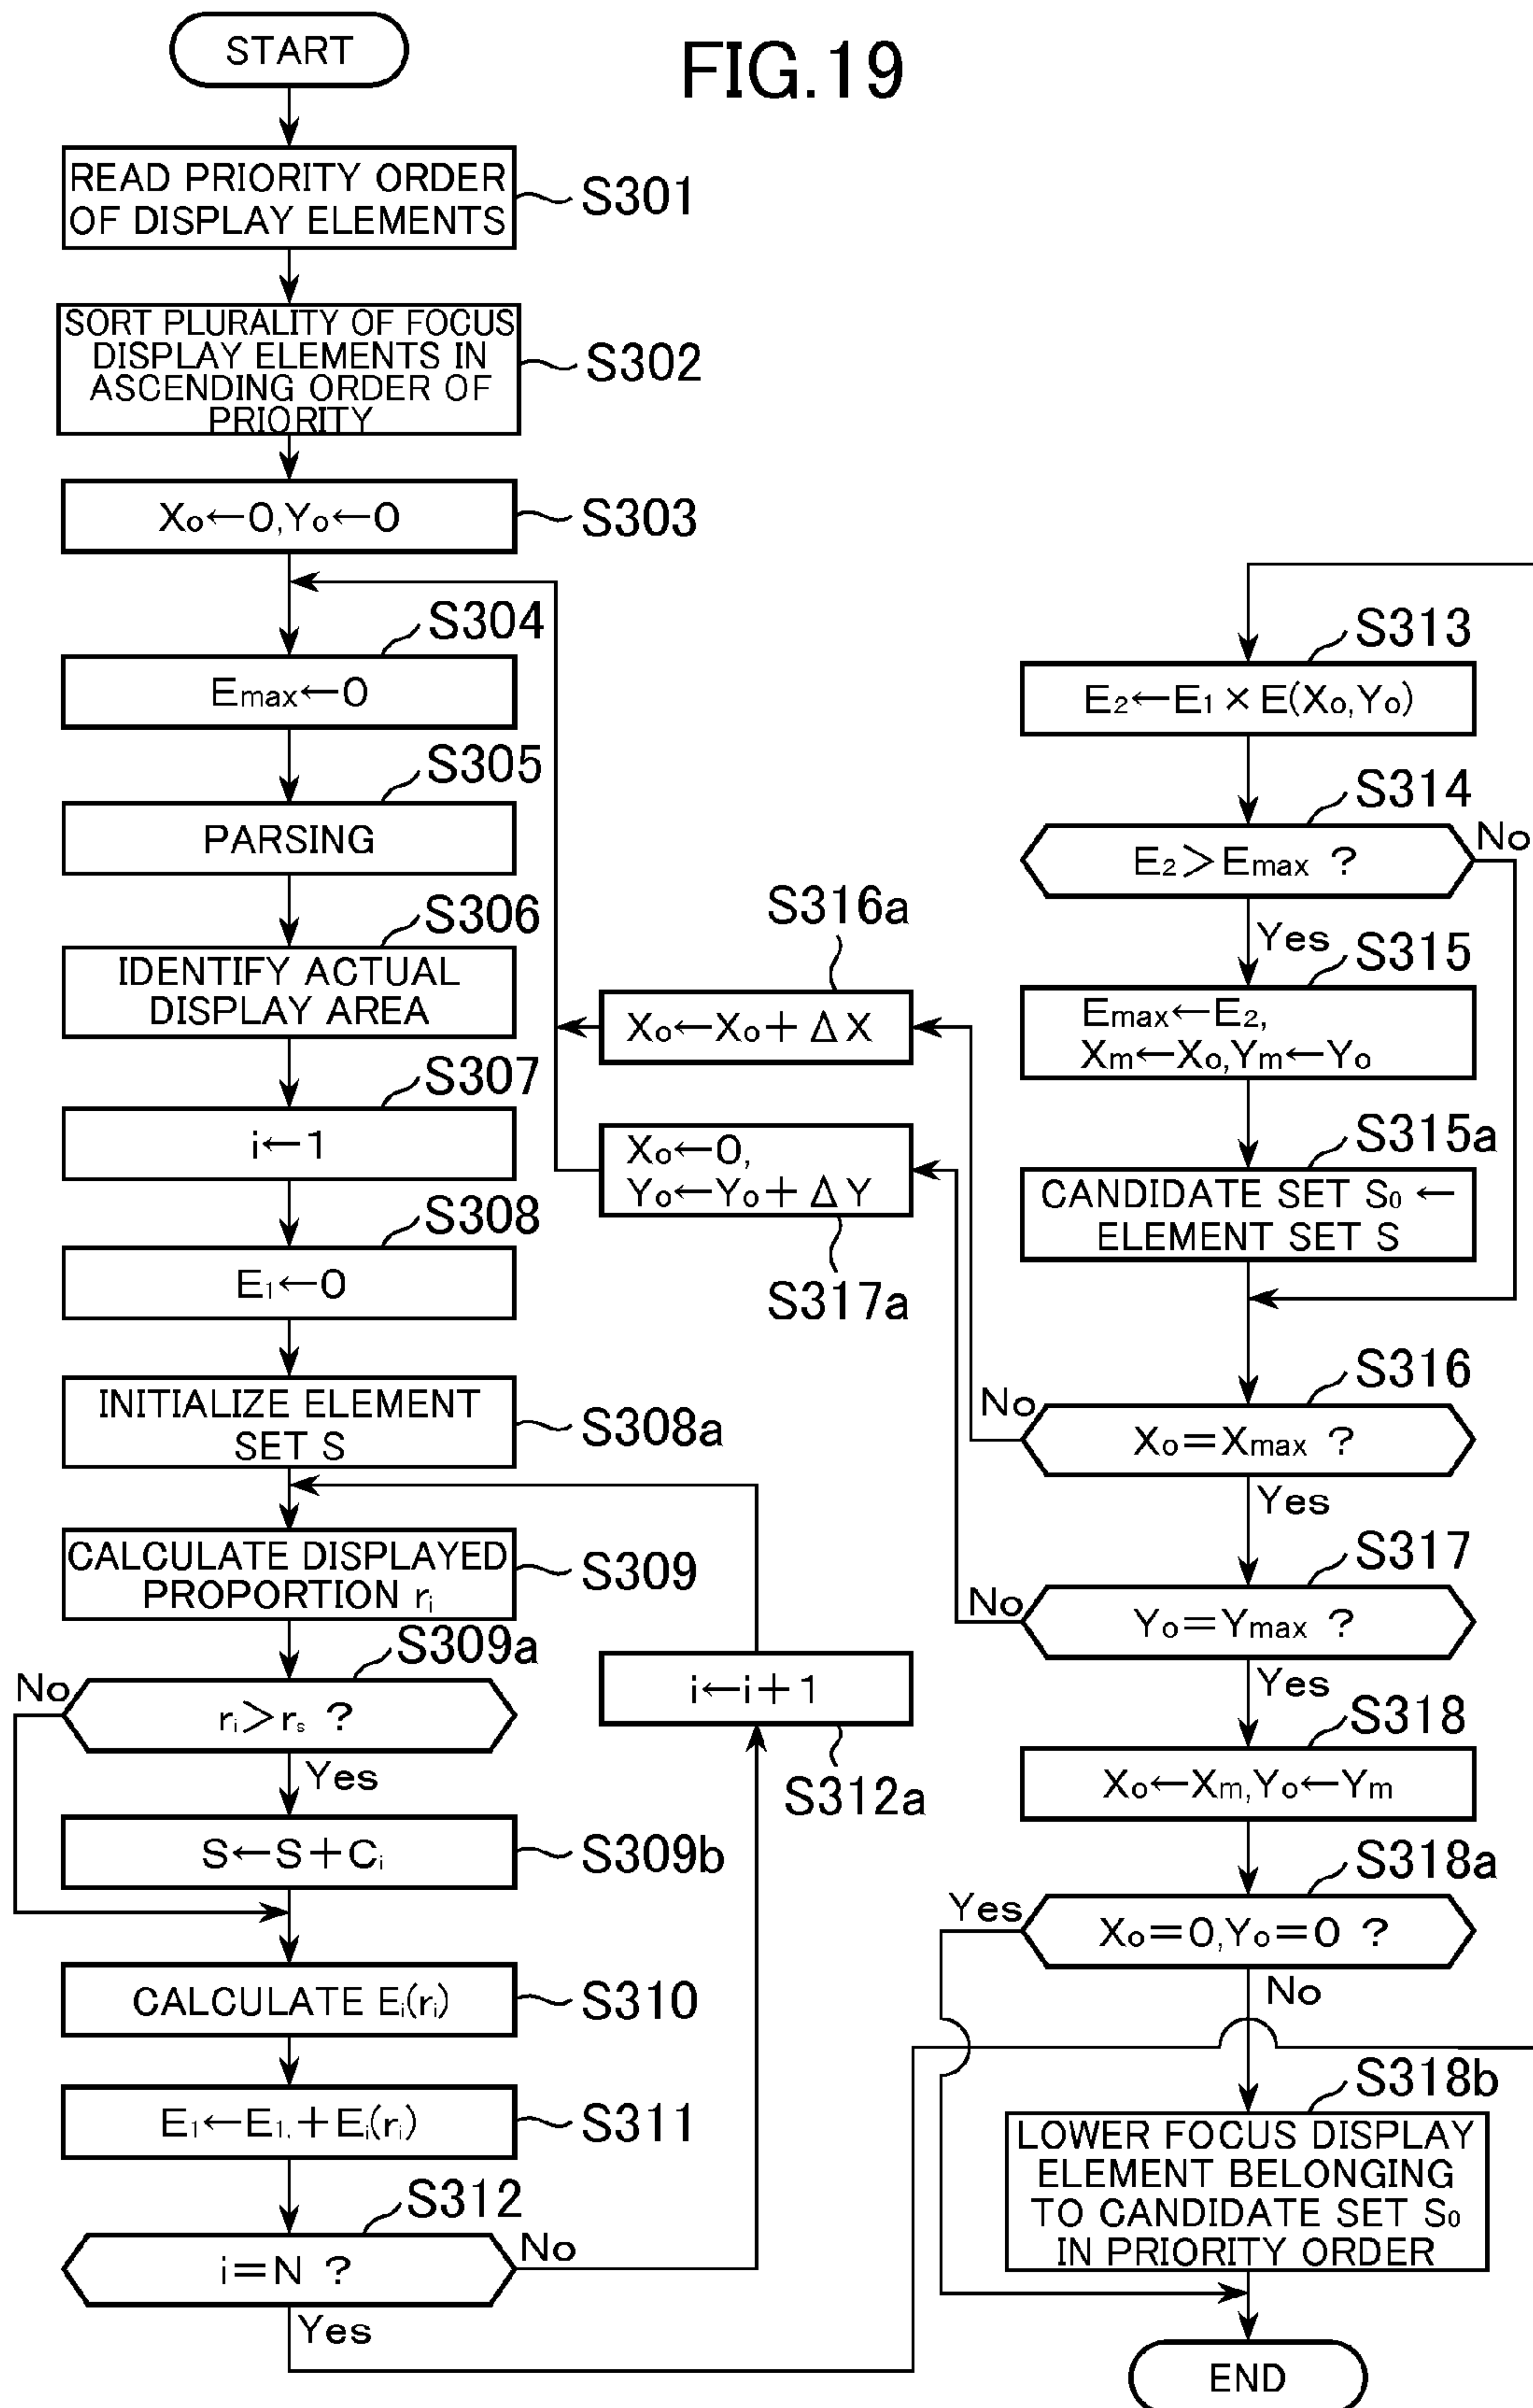 FIG.19
START
READ PRIORITY ORDER
OF DISPLAY ELEMENTS
S301
SORT PLURALITY OF FOCUS
DISPLAY ELEMENTS IN
ASCENDING ORDER OF
PRIORITY
S302
X₀←0,Y₀←0
S303
S304
Emax←0
S305
PARSING
S306
IDENTIFY ACTUAL
DISPLAY AREA
S307
i←1
S308
E₁←0
INITIALIZE ELEMENT
SET S
S308a
CALCULATE DISPLAYED
PROPORTION rᵢ
S309
S309a
No
rᵢ>rₛ ?
Yes
S←S+Cᵢ
S309b
CALCULATE Eᵢ(rᵢ)
S310
E₁←E₁.+Eᵢ(rᵢ)
S311
S312
i=N ?
No
Yes
i←i+1
S312a
S316a
X₀←X₀+ΔX
X₀←0,
Y₀←Y₀+ΔY
S317a
S313
E₂←E₁×E(X₀,Y₀)
S314
E₂>Emax ?
No
Yes
S315
Emax←E₂,
Xm←X₀,Ym←Y₀
S315a
CANDIDATE SET S₀ ←
ELEMENT SET S
S316
No
X₀=Xmax ?
Yes
S317
No
Y₀=Ymax ?
Yes
S318
X₀←Xm,Y₀←Ym
S318a
Yes
X₀=0,Y₀=0 ?
No
S318b
LOWER FOCUS DISPLAY
ELEMENT BELONGING
TO CANDIDATE SET S₀
IN PRIORITY ORDER
END